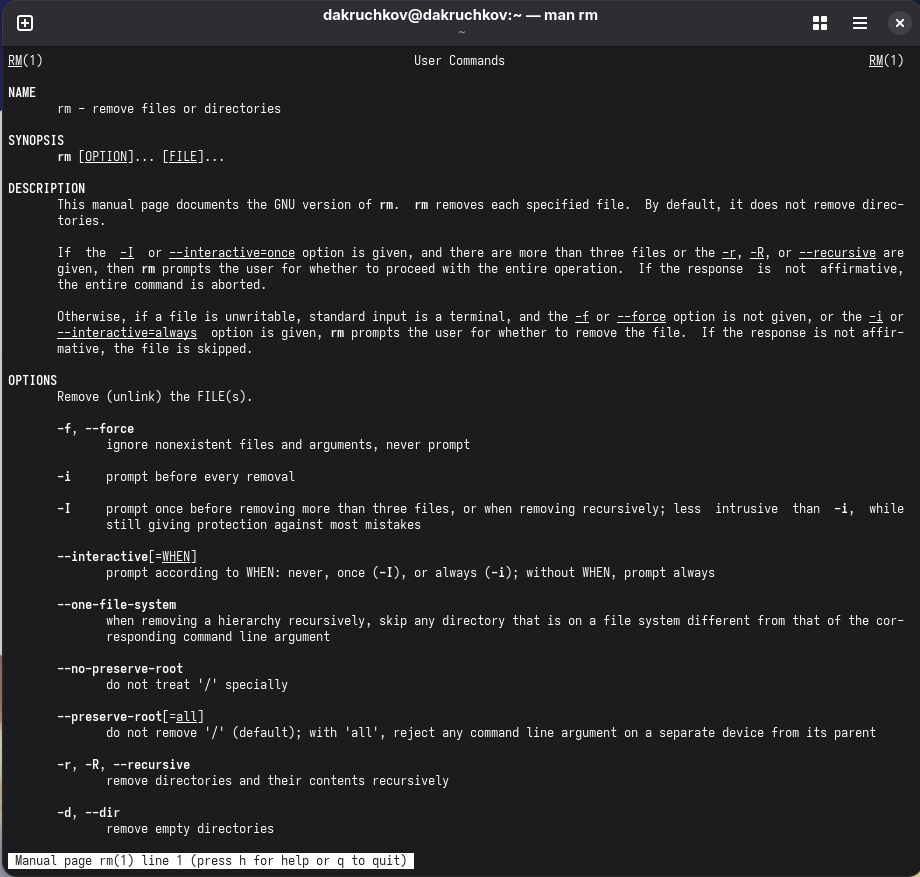 dakruchkov@dakruchkov:~ — man rm
~
RM(1) User Commands RM(1)
NAME
rm - remove files or directories
SYNOPSIS
rm [OPTION]... [FILE]...
DESCRIPTION
This manual page documents the GNU version of rm. rm removes each specified file. By default, it does not remove direc-
tories.
If the -I or --interactive=once option is given, and there are more than three files or the -r, -R, or --recursive are
given, then rm prompts the user for whether to proceed with the entire operation. If the response is not affirmative,
the entire command is aborted.
Otherwise, if a file is unwritable, standard input is a terminal, and the -f or --force option is not given, or the -i or
--interactive=always option is given, rm prompts the user for whether to remove the file. If the response is not affir-
mative, the file is skipped.
OPTIONS
Remove (unlink) the FILE(s).
-f, --force
ignore nonexistent files and arguments, never prompt
-i prompt before every removal
-I prompt once before removing more than three files, or when removing recursively; less intrusive than -i, while
still giving protection against most mistakes
--interactive[=WHEN]
prompt according to WHEN: never, once (-I), or always (-i); without WHEN, prompt always
--one-file-system
when removing a hierarchy recursively, skip any directory that is on a file system different from that of the cor-
responding command line argument
--no-preserve-root
do not treat '/' specially
--preserve-root[=all]
do not remove '/' (default); with 'all', reject any command line argument on a separate device from its parent
-r, -R, --recursive
remove directories and their contents recursively
-d, --dir
remove empty directories
Manual page rm(1) line 1 (press h for help or q to quit)